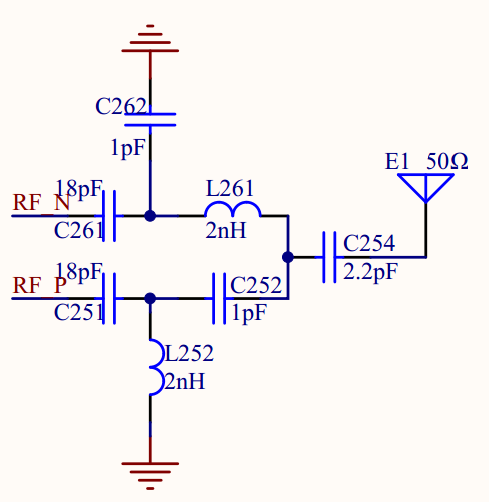 C262
1pF
E1 50Ω
18pF
L261
RF_N
C261
2nH
C254
2.2pF
18pF
RF_P
C252
C251
1pF
L252
2nH